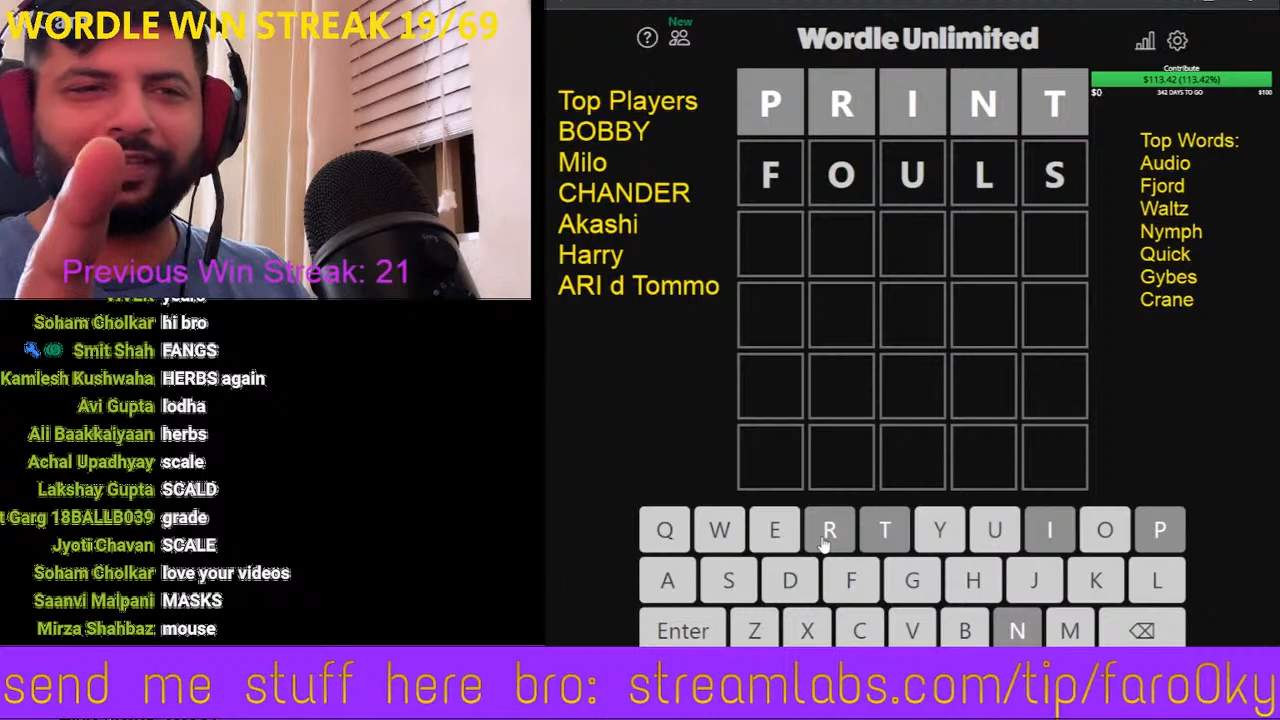 WORDLE WIN STREAK 19/69
Previous Win Streak: 21
Soham Cholkar hi bro
Smit Shah FANGS
Kamlesh Kushwaha HERBS again
Avi Gupta lodha
Ali Baakkaiyaan herbs
Achal Upadhyay scale
Lakshay Gupta SCALD
t Garg 18BALLB039 grade
Jyoti Chavan SCALE
Soham Cholkar love your videos
Saanvi Malpani MASKS
Mirza Shahbaz mouse
New
Wordle Unlimited
Contribute
$113.42 (113.42%)
$0 342 DAYS TO GO $100
Top Players
BOBBY
Milo
CHANDER
Akashi
Harry
ARI d Tommo
P R I N T
F O U L S
Top Words:
Audio
Fjord
Waltz
Nymph
Quick
Gybes
Crane
Q W E R T Y U I O P
A S D F G H J K L
Enter Z X C V B N M
send me stuff here bro: streamlabs.com/tip/faro0ky